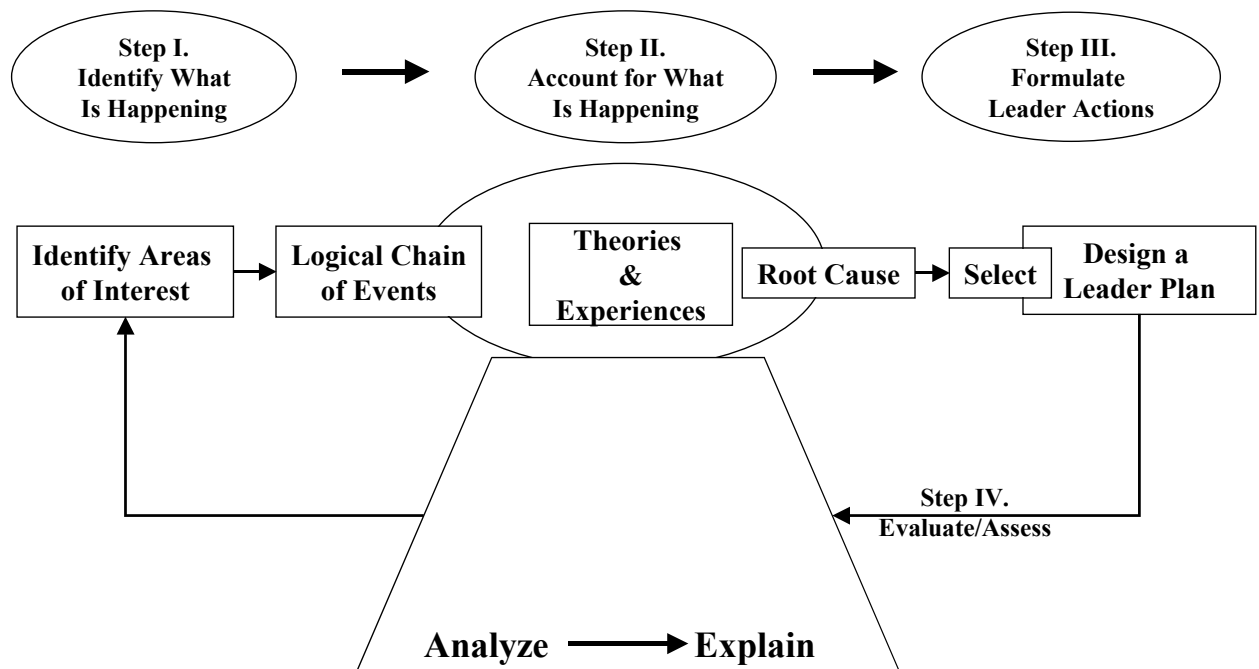 Step I.
Identify What
Is Happening
Step II.
Account for What
Is Happening
Step III.
Formulate
Leader Actions
Identify Areas
of Interest
Logical Chain
of Events
Theories
&
Experiences
Root Cause
Select
Design a
Leader Plan
Step IV.
Evaluate/Assess
Analyze
Explain